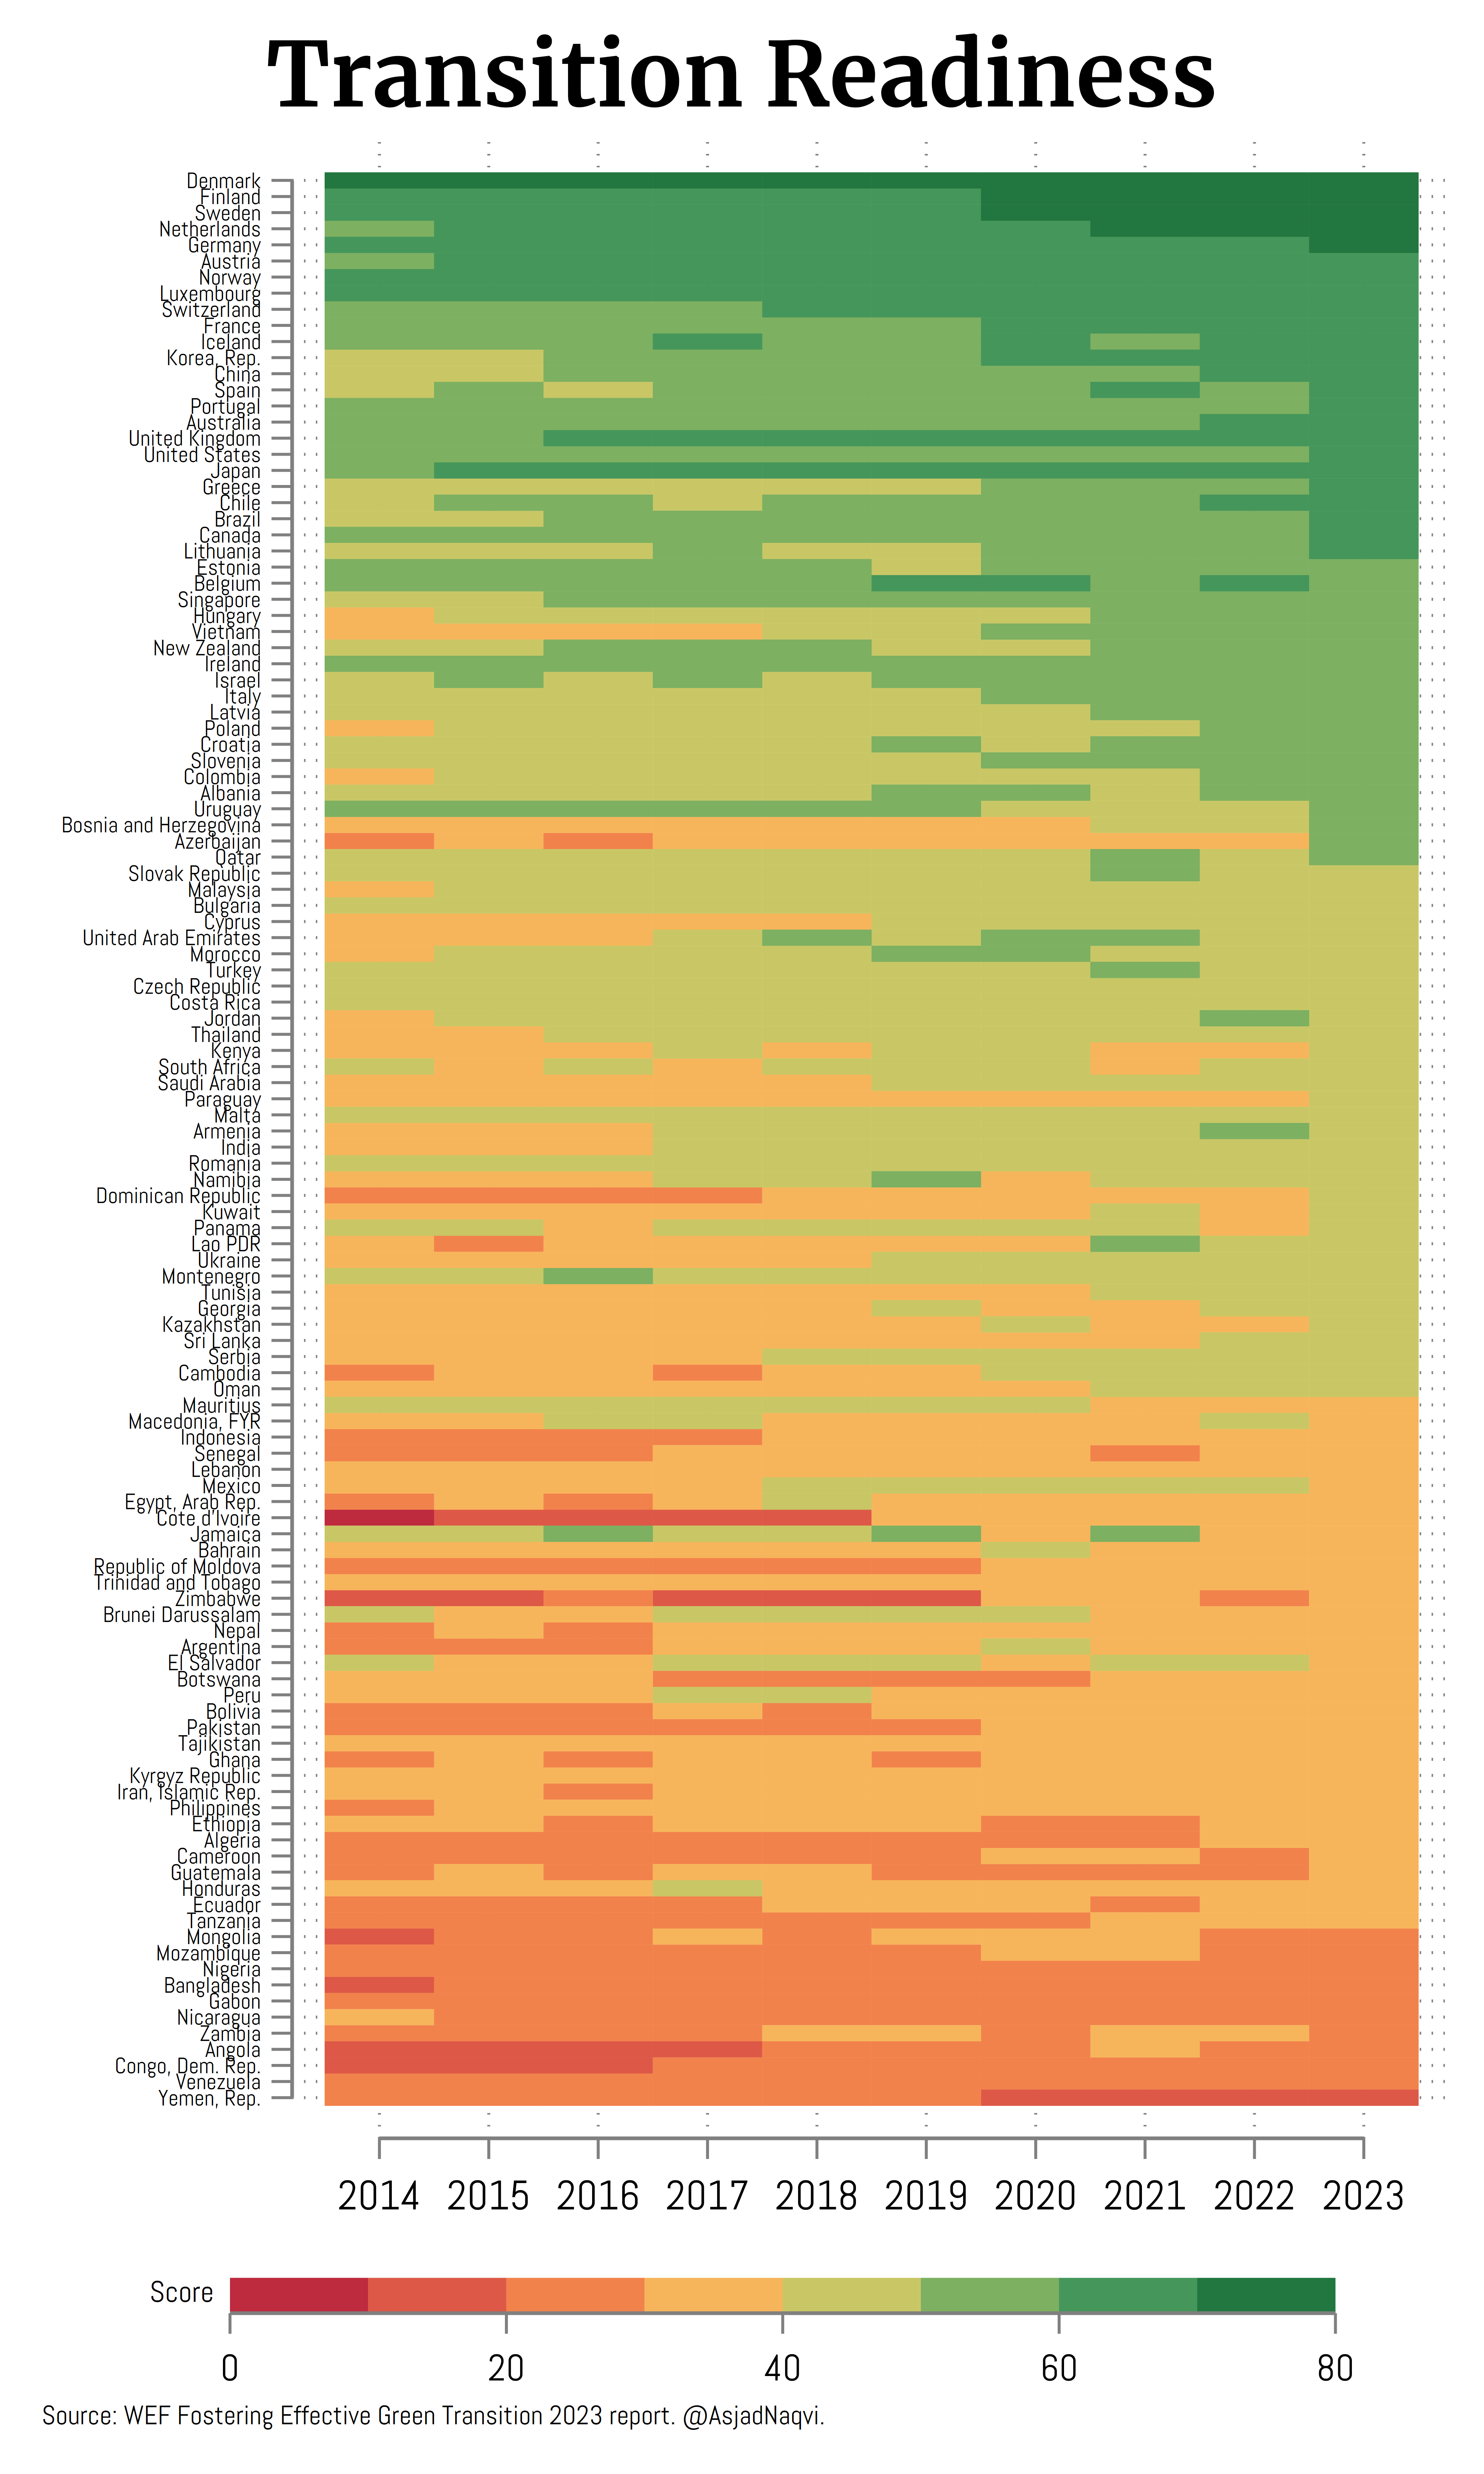 Transition Readiness
Denmark
Finland
Sweden
Netherlands
Germany
Austria
Norway
Luxembourg
Switzerland
France
Iceland
Korea, Rep.
China
Spain
Portugal
Australia
United Kingdom
United States
Japan
Greece
Chile
Brazil
Canada
Lithuania
Estonia
Belgium
Singapore
Hungary
Vietnam
New Zealand
Ireland
Israel
Italy
Latvia
Poland
Croatia
Slovenia
Colombia
Albania
Uruguay
Bosnia and Herzegovina
Azerbaijan
Qatar
Slovak Republic
Malaysia
Bulgaria
Cyprus
United Arab Emirates
Morocco
Turkey
Czech Republic
Costa Rica
Jordan
Thailand
Kenya
South Africa
Saudi Arabia
Paraguay
Malta
Armenia
India
Romania
Namibia
Dominican Republic
Kuwait
Panama
Lao PDR
Ukraine
Montenegro
Tunisia
Georgia
Kazakhstan
Sri Lanka
Serbia
Cambodia
Oman
Mauritius
Macedonia, FYR
Indonesia
Senegal
Lebanon
Mexico
Egypt, Arab Rep.
Cote d'Ivoire
Jamaica
Bahrain
Republic of Moldova
Trinidad and Tobago
Zimbabwe
Brunei Darussalam
Nepal
Argentina
El Salvador
Botswana
Peru
Bolivia
Pakistan
Tajikistan
Ghana
Kyrgyz Republic
Iran, Islamic Rep.
Philippines
Ethiopia
Algeria
Cameroon
Guatemala
Honduras
Ecuador
Tanzania
Mongolia
Mozambique
Nigeria
Bangladesh
Gabon
Nicaragua
Zambia
Angola
Congo, Dem. Rep.
Venezuela
Yemen, Rep.
2014 2015 2016 2017 2018 2019 2020 2021 2022 2023
Score
0 20 40 60 80
Source: WEF Fostering Effective Green Transition 2023 report. @AsjadNaqvi.